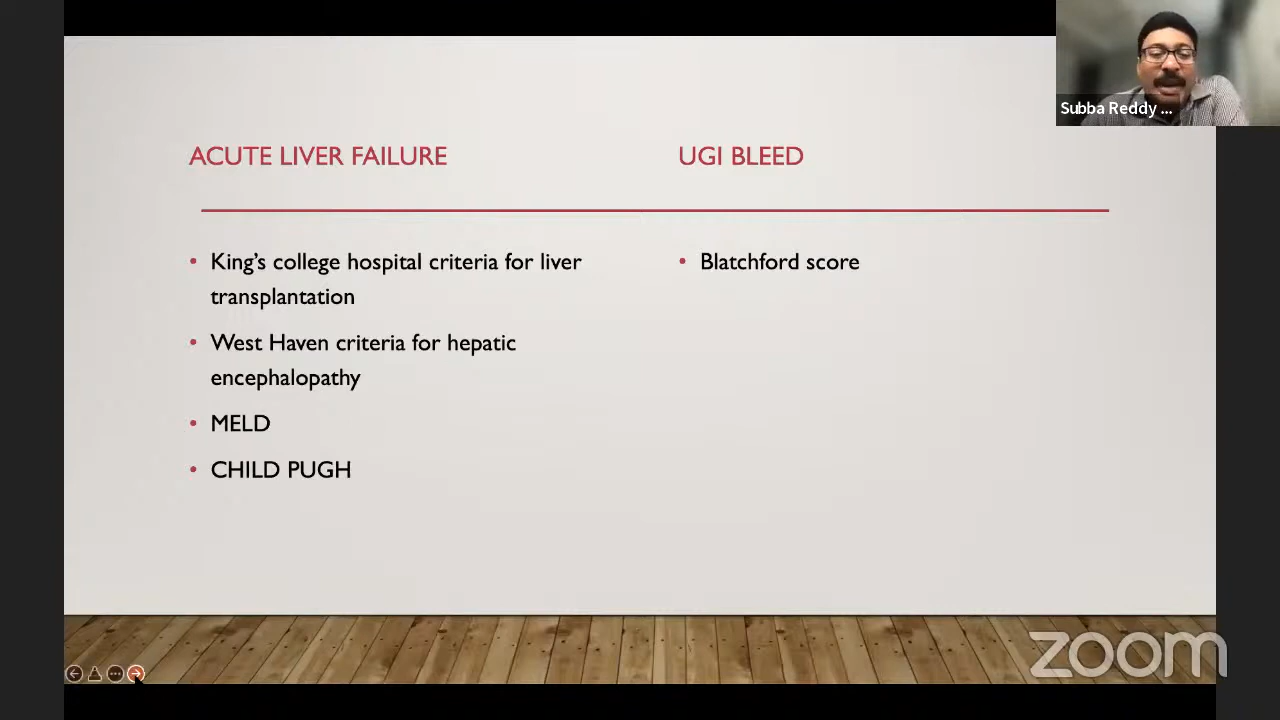 Subba Reddy ...
ACUTE LIVER FAILURE
UGI BLEED
• King's college hospital criteria for liver
transplantation
• West Haven criteria for hepatic
encephalopathy
• MELD
• CHILD PUGH
• Blatchford score
zoom